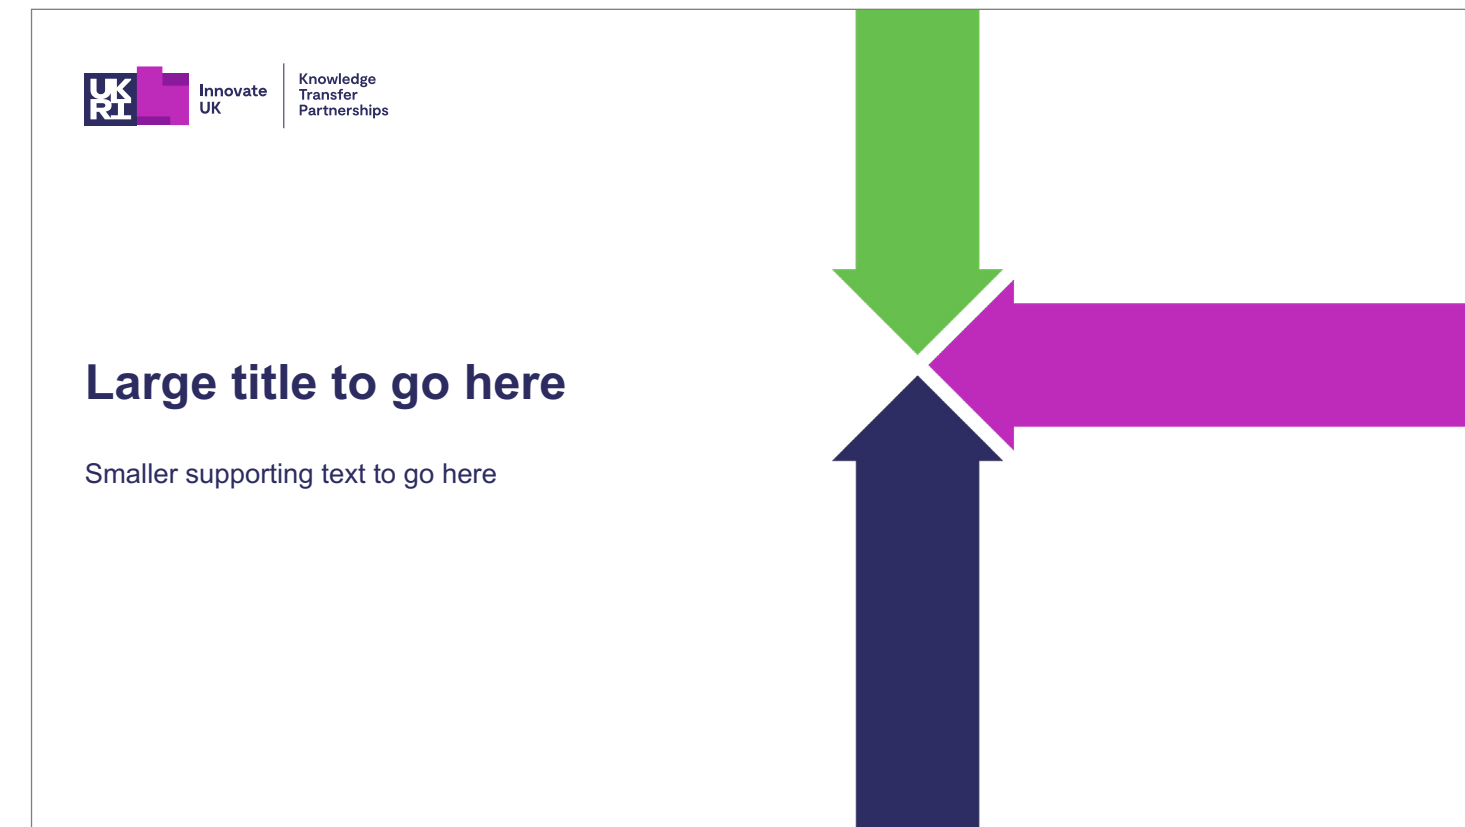 UK
RI
Innovate
UK
Knowledge
Transfer
Partnerships
Large title to go here
Smaller supporting text to go here